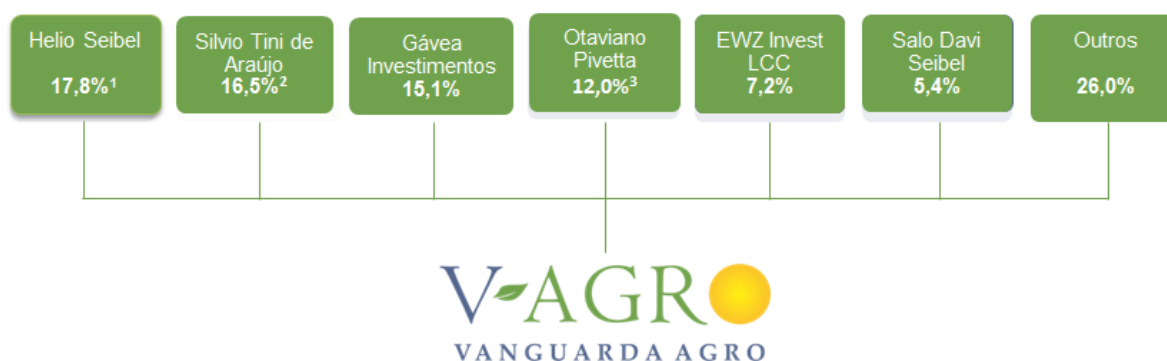 Helio Seibel
17,8%¹
Silvio Tini de
Araújo
16,5%²
Gávea
Investimentos
15,1%
Otaviano
Pivetta
12,0%³
EWZ Invest
LCC
7,2%
Salo Davi
Seibel
5,4%
Outros
26,0%
V-AGRO
VANGUARDA AGRO